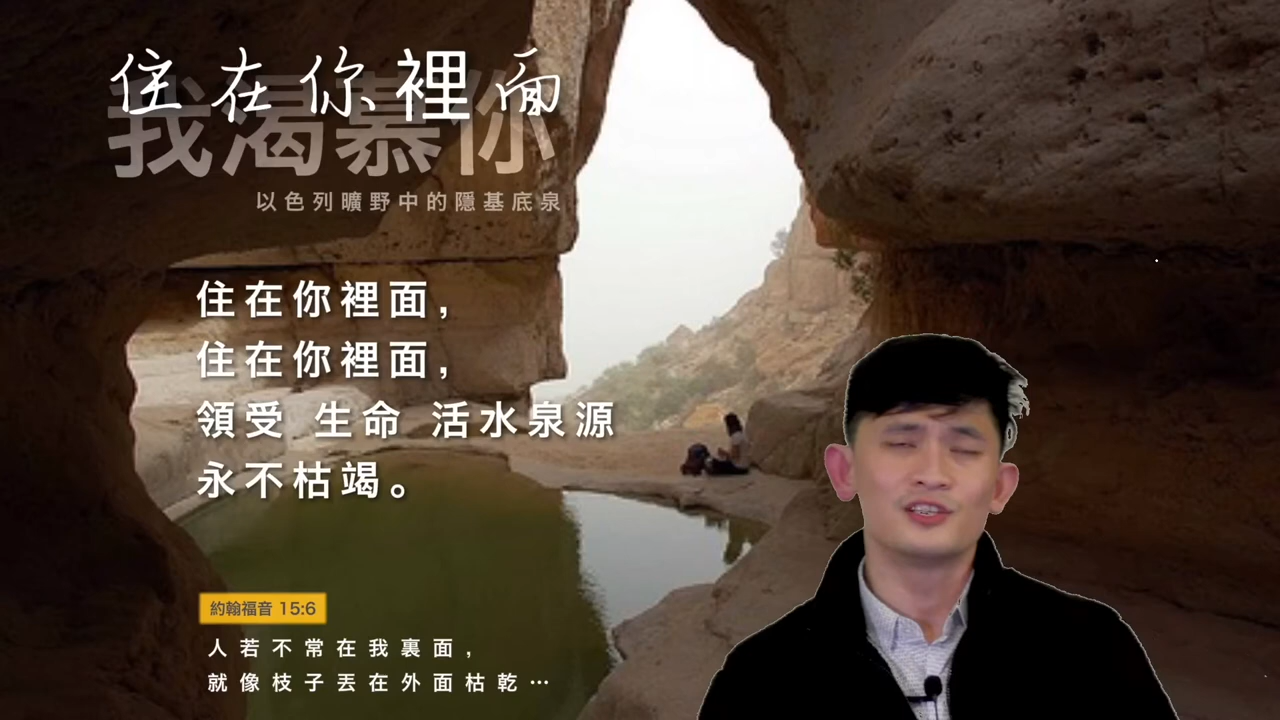 住在你裡面
我渴慕你
以色列曠野中的隱基底泉
住在你裡面，
住在你裡面，
領受 生命 活水泉源
永不枯竭。
約翰福音 15:6
人若不常在我裏面，
就像枝子丟在外面枯乾…